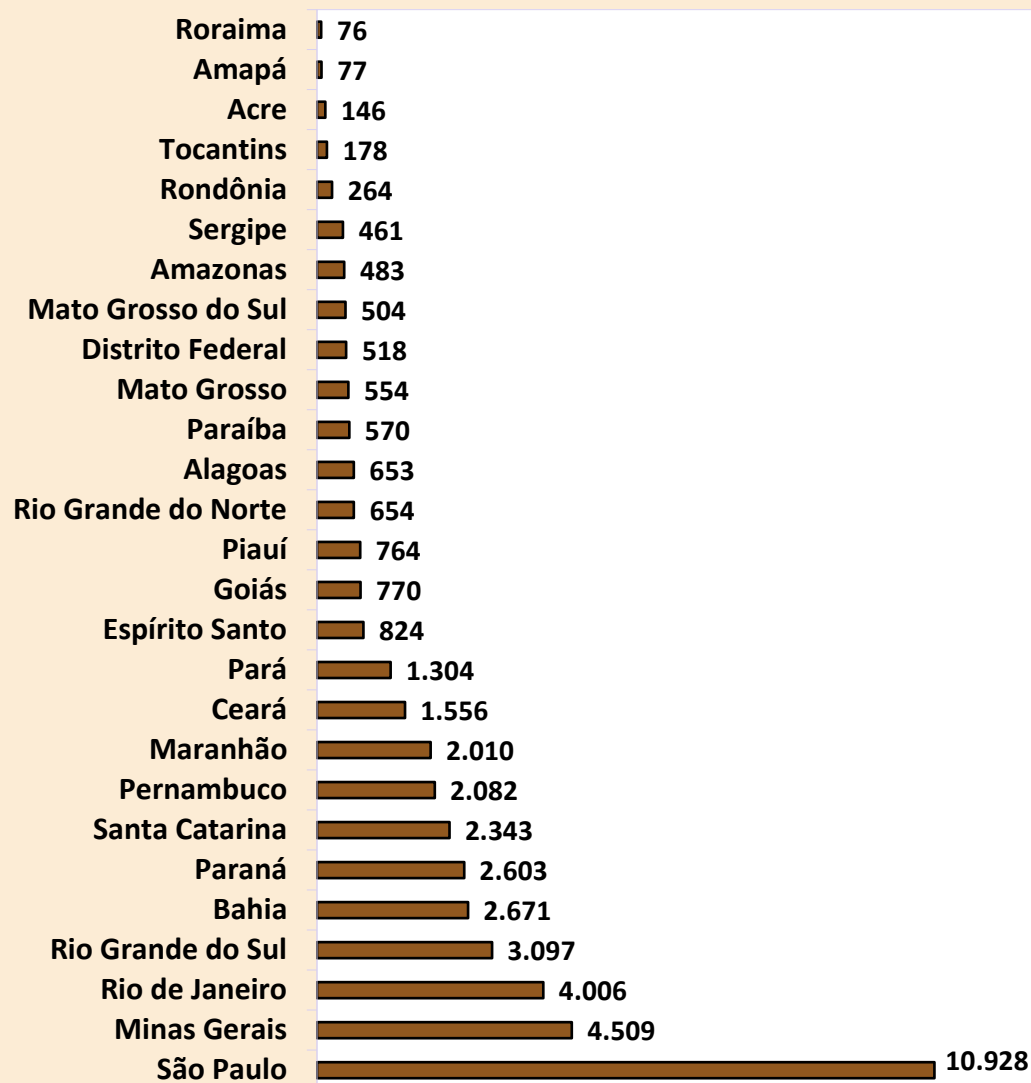 Roraima 76
Amapá 77
Acre 146
Tocantins 178
Rondônia 264
Sergipe 461
Amazonas 483
Mato Grosso do Sul 504
Distrito Federal 518
Mato Grosso 554
Paraíba 570
Alagoas 653
Rio Grande do Norte 654
Piauí 764
Goiás 770
Espírito Santo 824
Pará 1.304
Ceará 1.556
Maranhão 2.010
Pernambuco 2.082
Santa Catarina 2.343
Paraná 2.603
Bahia 2.671
Rio Grande do Sul 3.097
Rio de Janeiro 4.006
Minas Gerais 4.509
São Paulo 10.928